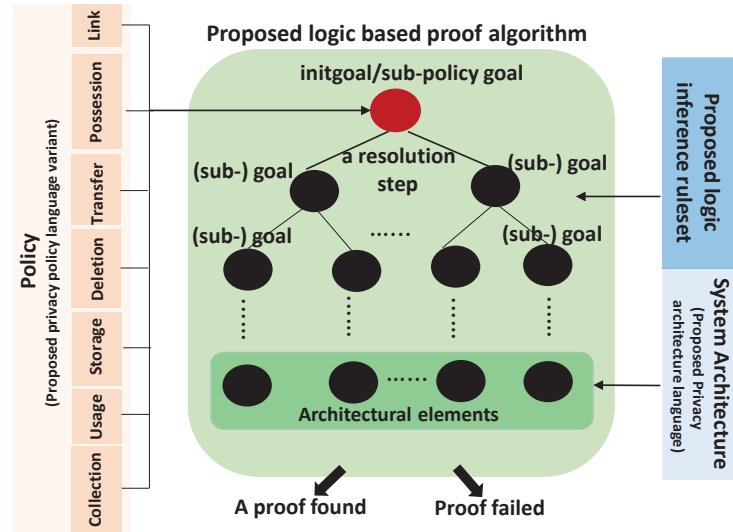 Policy
(Proposed privacy policy language variant)
Link
Possession
Transfer
Deletion
Storage
Usage
Collection
Proposed logic based proof algorithm
initgoal/sub-policy goal
a resolution
step
(sub-) goal
(sub-) goal
(sub-) goal
......
(sub-) goal
......
......
......
......
......
Architectural elements
A proof found
Proof failed
Proposed logic
inference ruleset
System Architecture
(Proposed Privacy
architecture language)